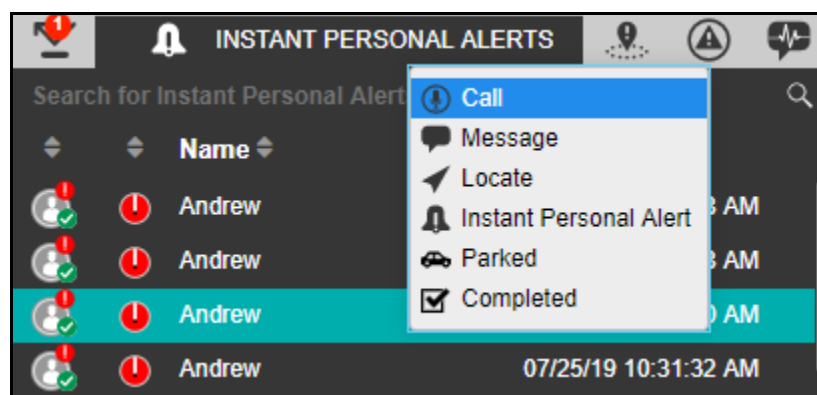 1
INSTANT PERSONAL ALERTS
Search for Instant Personal Alert
Call
Name
Message
Locate
Andrew
Instant Personal Alert
AM
Andrew
Parked
AM
Andrew
Completed
AM
Andrew 07/25/19 10:31:32 AM